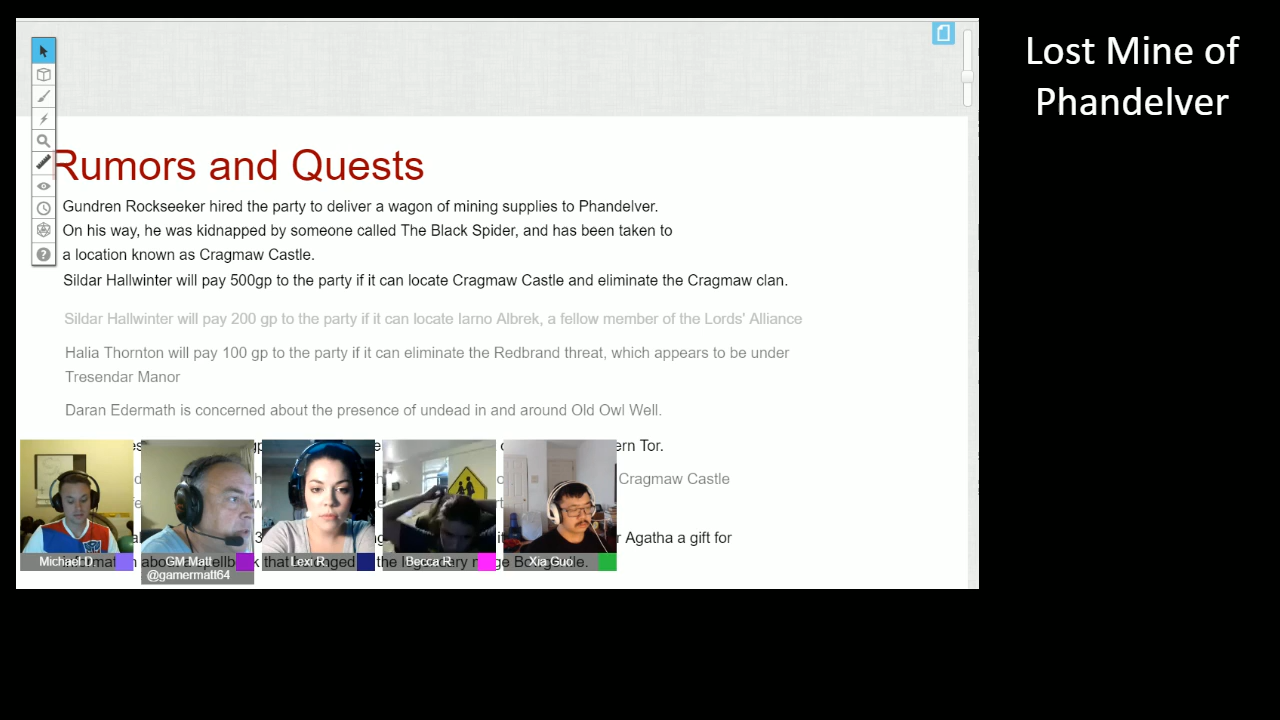 Lost Mine of
Phandelver
Rumors and Quests
Gundren Rockseeker hired the party to deliver a wagon of mining supplies to Phandelver.
On his way, he was kidnapped by someone called The Black Spider, and has been taken to
a location known as Cragmaw Castle.
Sildar Hallwinter will pay 500gp to the party if it can locate Cragmaw Castle and eliminate the Cragmaw clan.
Sildar Hallwinter will pay 200 gp to the party if it can locate Iarno Albrek, a fellow member of the Lords' Alliance
Halia Thornton will pay 100 gp to the party if it can eliminate the Redbrand threat, which appears to be under
Tresendar Manor
Daran Edermath is concerned about the presence of undead in and around Old Owl Well.
Tor.
Cragmaw Castle
Agatha a gift for
that the
Michael D.
GM Matt
@gamermatt64
Lexi R
Becca R
Xia Guo